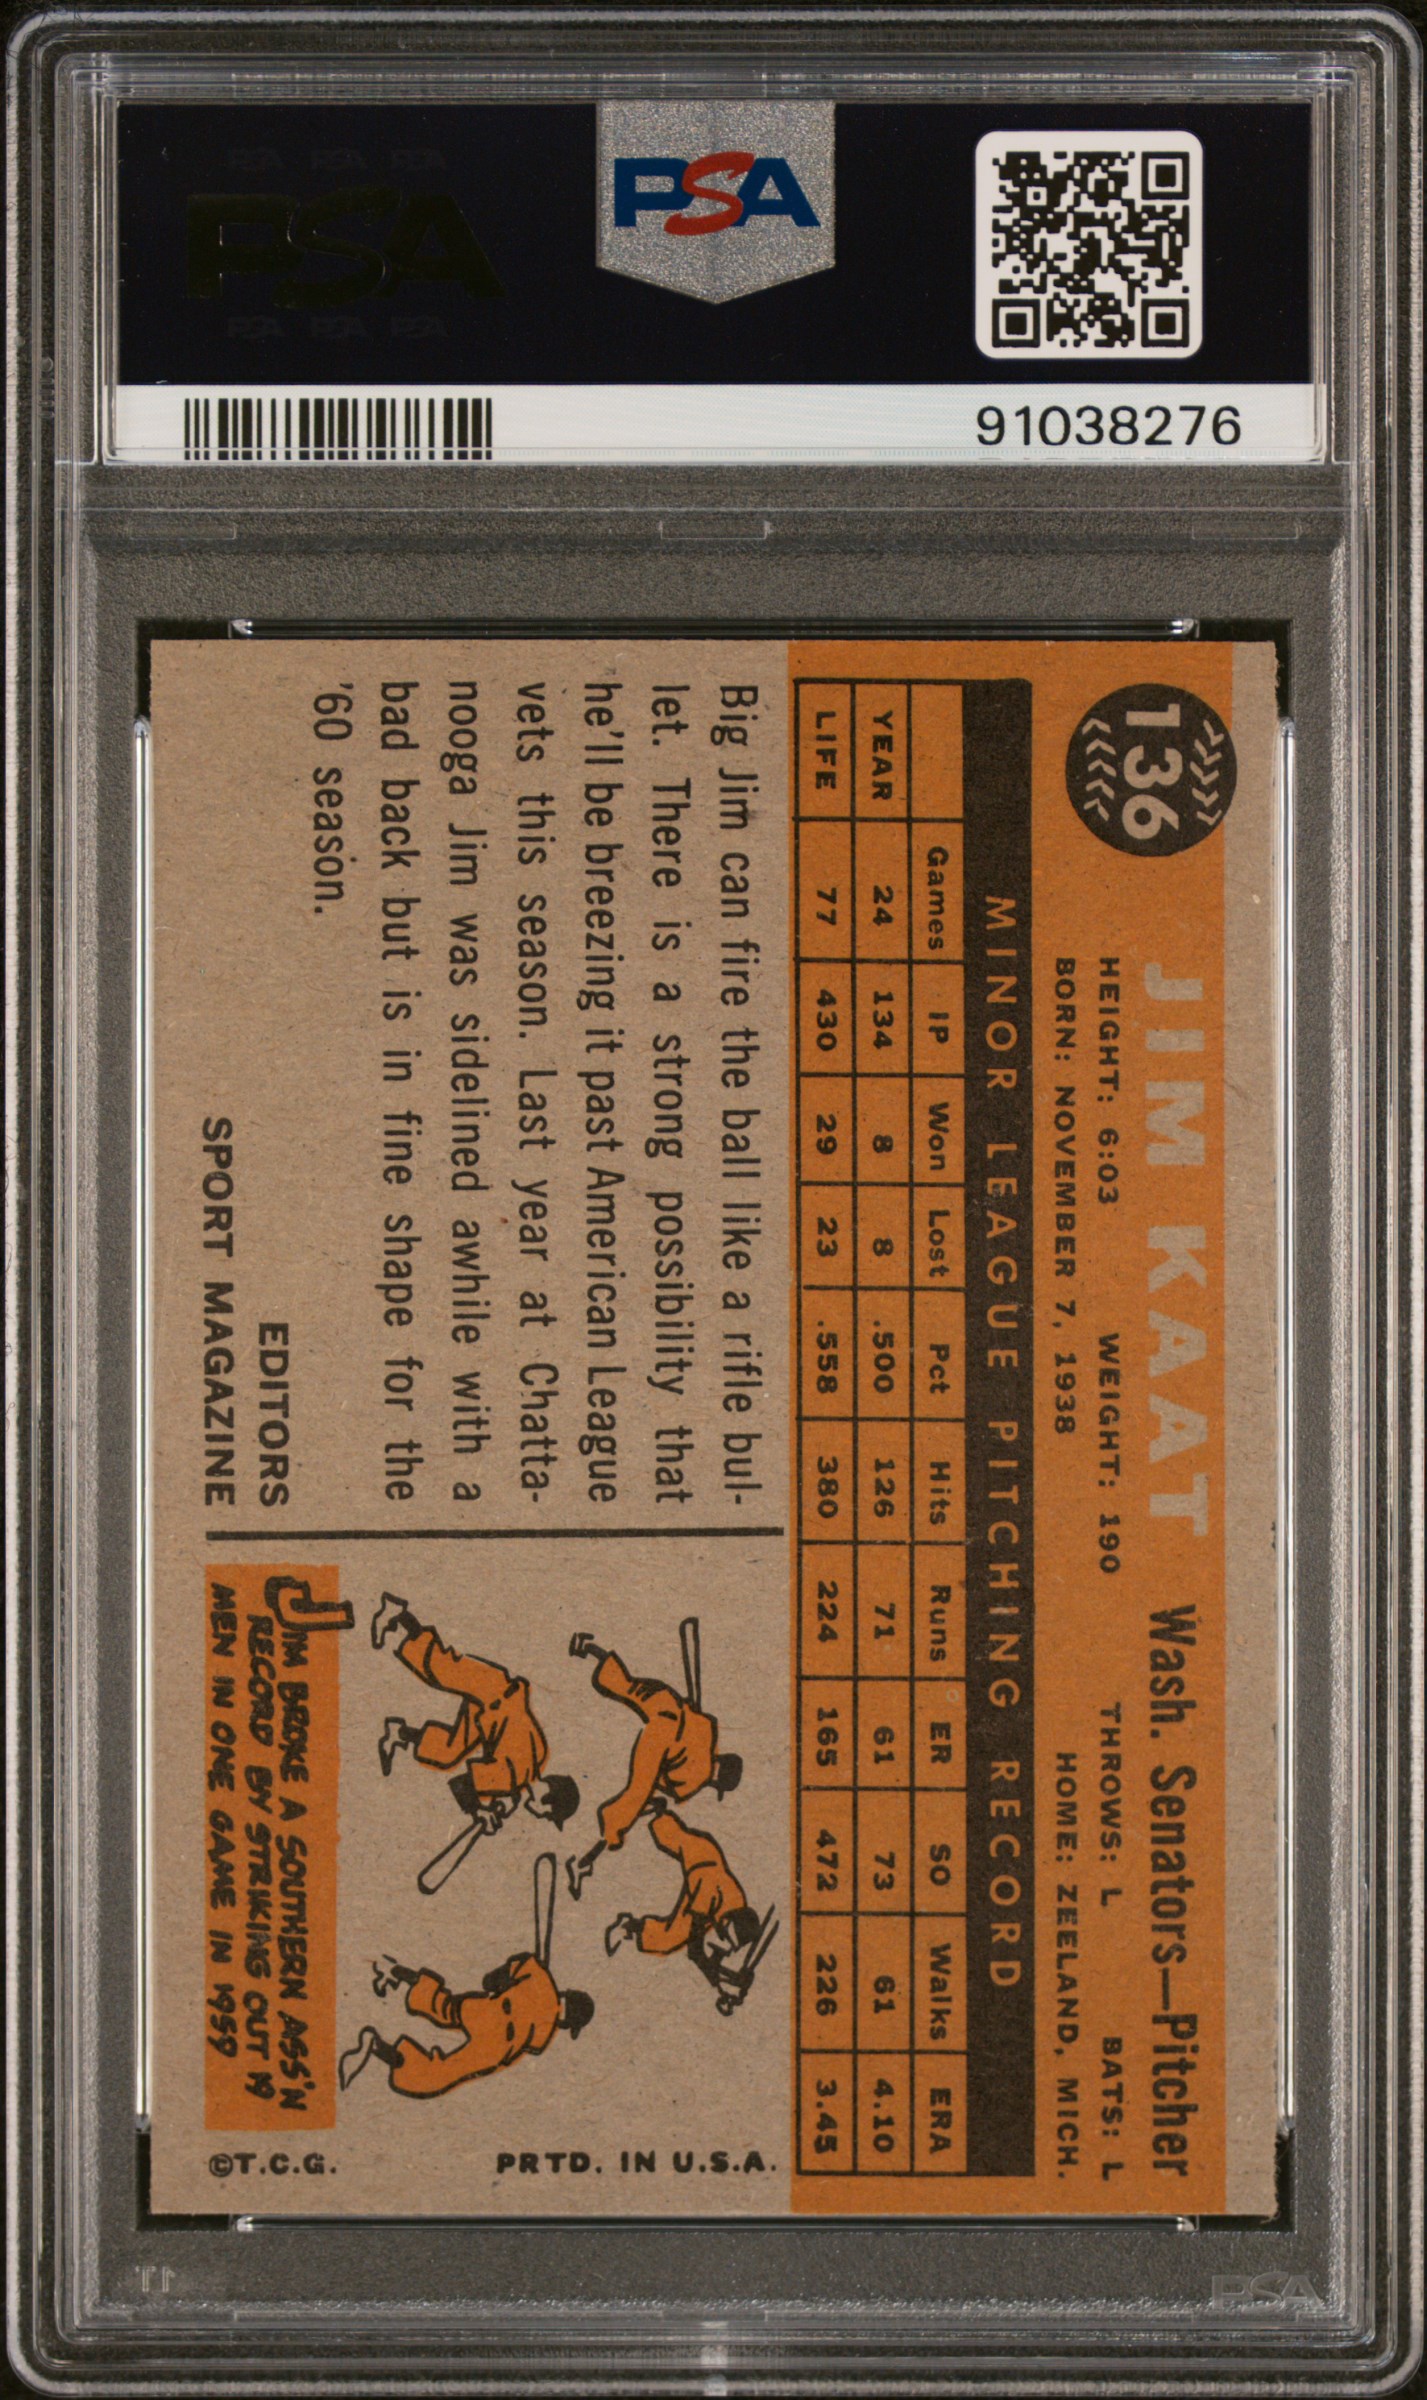 PSA
PSA
91038276
136
JIM KAAT Wash. Senators—Pitcher
HEIGHT: 6:03 WEIGHT: 190 THROWS: L BATS: L
BORN: NOVEMBER 7, 1938 HOME: ZEELAND, MICH.
MINOR LEAGUE PITCHING RECORD
Games IP Won Lost Pct Hits Runs ER SO Walks ERA
YEAR 24 134 8 8 .500 126 71 61 73 61 4.10
LIFE 77 430 29 23 .558 380 224 165 472 226 3.45
Big Jim can fire the ball like a rifle bul-
let. There is a strong possibility that
he'll be breezing it past American League
vets this season. Last year at Chatta-
nooga Jim was sidelined awhile with a
bad back but is in fine shape for the
'60 season.
EDITORS
SPORT MAGAZINE
JIM BROKE A SOUTHERN ASS'N
RECORD BY STRIKING OUT 19
MEN IN ONE GAME IN 1959
©T.C.G. PRTD. IN U.S.A.
PSA